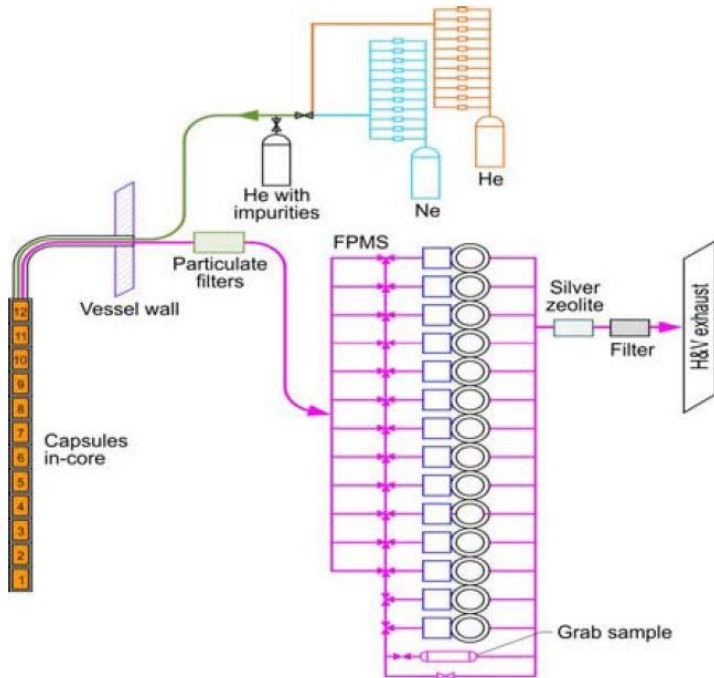 He
Ne
He with
impurities
FPMS
Particulate
filters
Vessel wall
Silver
zeolite
Filter
H&V exhaust
12
11
10
9
8
7
6
5
4
3
2
1
Capsules
in-core
Grab sample